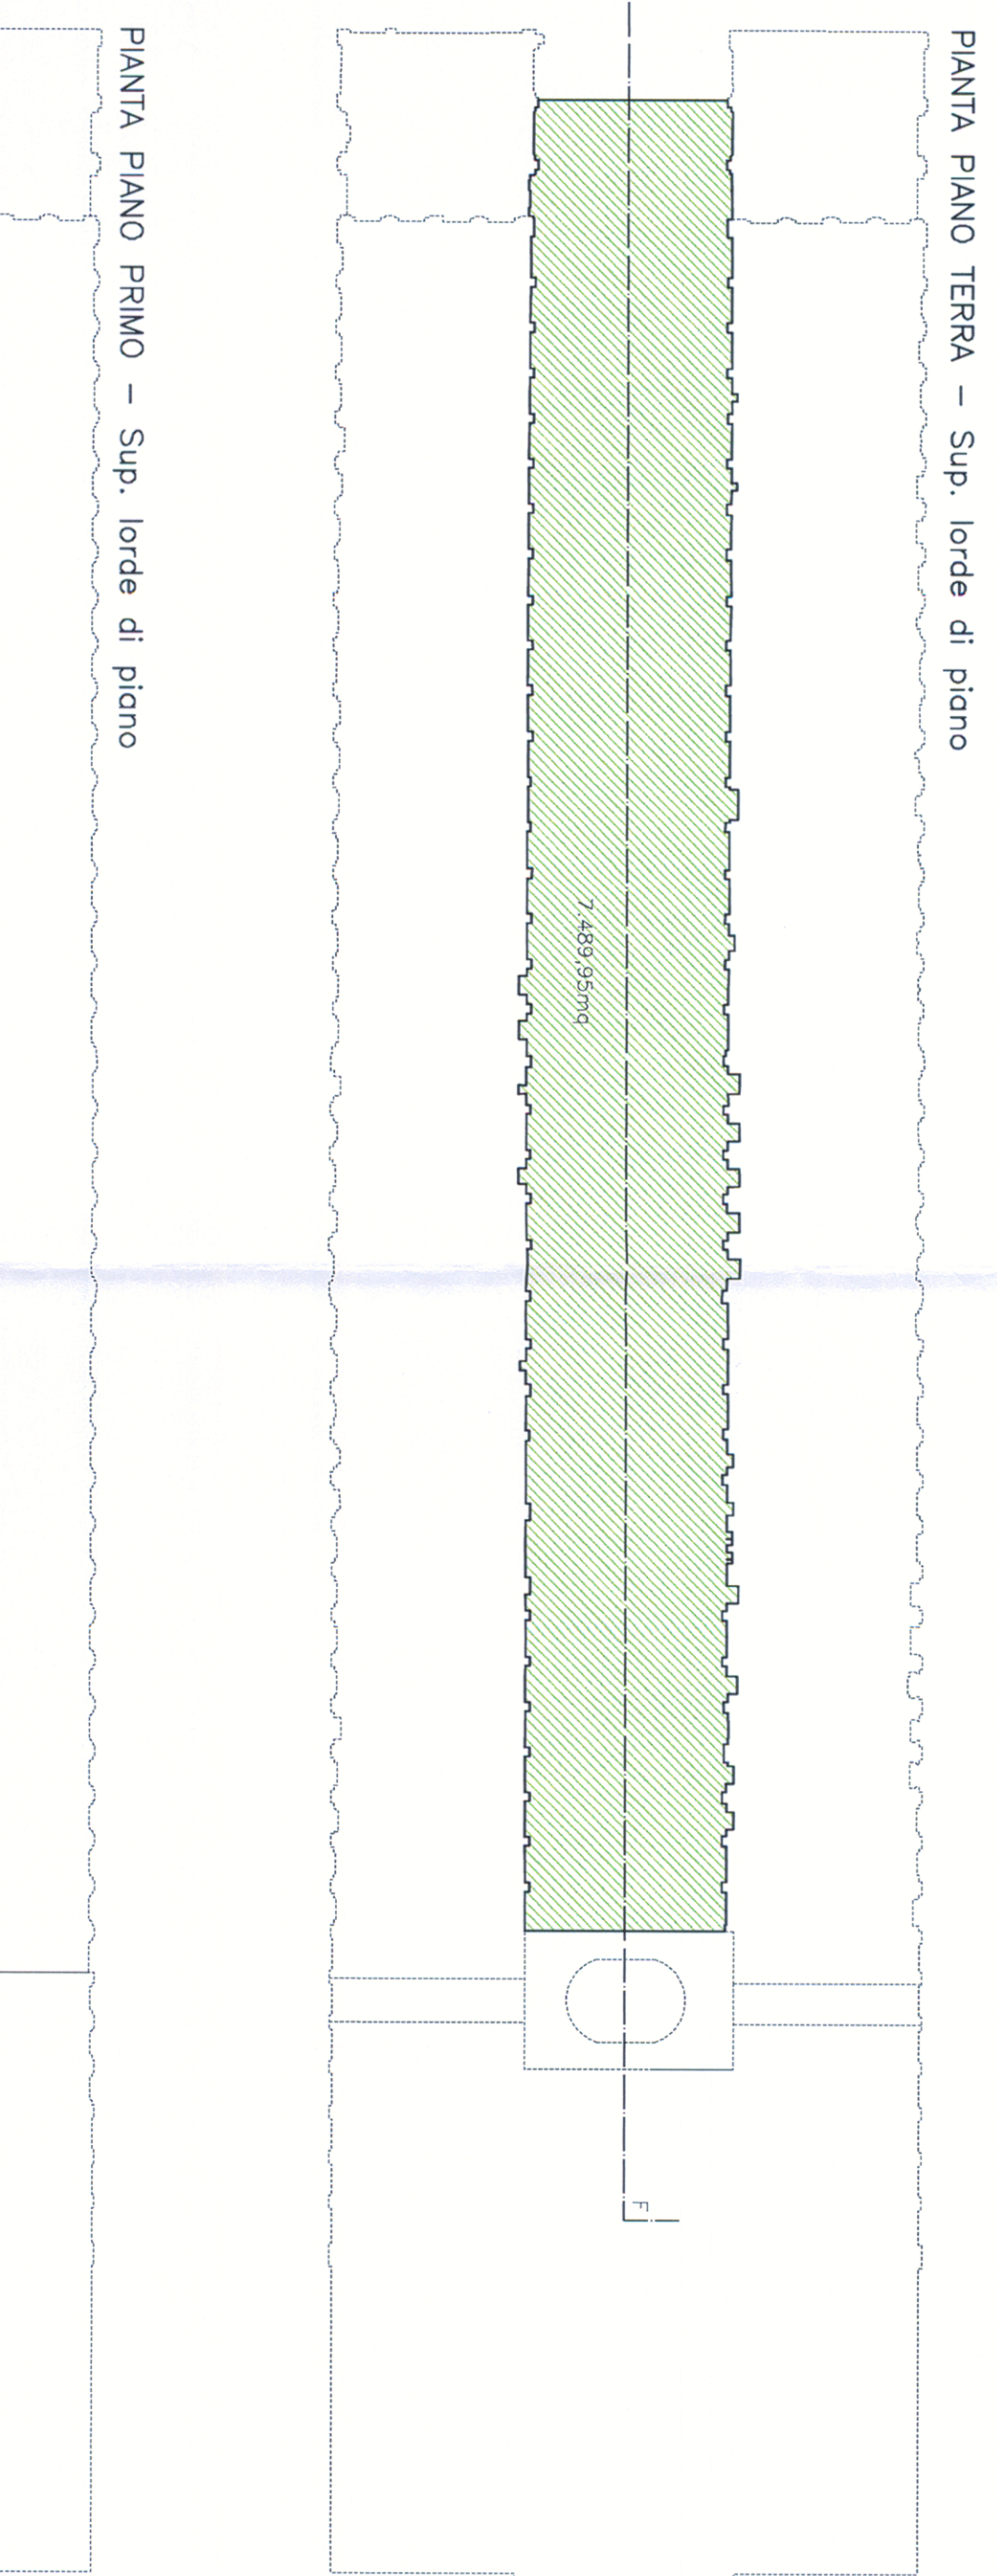 PIANTA PIANO TERRA – Sup. lorde di piano
7.489,95mq
F
PIANTA PIANO PRIMO – Sup. lorde di piano